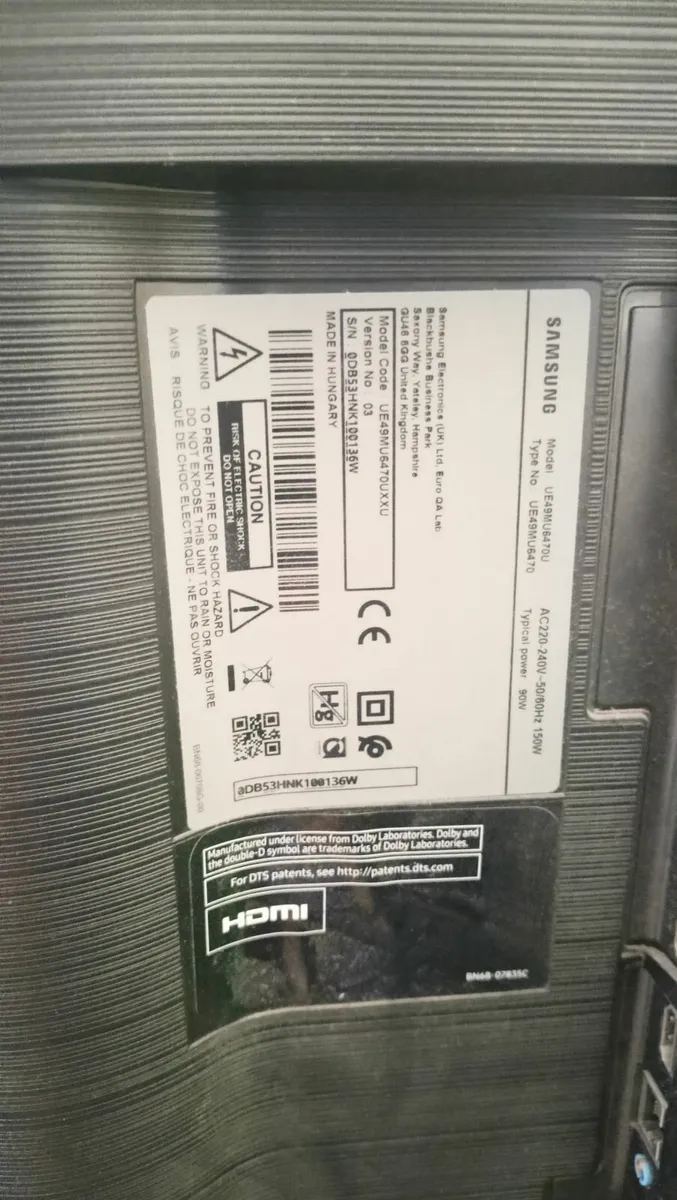 SAMSUNG
Model UE49MU6470U
Type No. UE49MU6470
AC220-240V~50/60Hz 150W
Typical power 90W
Samsung Electronics (UK) Ltd, Euro QA Lab
Blackbushe Business Park
Saxony Way, Yateley, Hampshire
GU46 6GG United Kingdom
Model Code UE49MU6470UXXU
Version No : 03
S/N 0DB53HNK100136W
MADE IN HUNGARY
CE
Hg
0DB53HNK100136W
CAUTION
RISK OF ELECTRIC SHOCK
DO NOT OPEN
WARNING TO PREVENT FIRE OR SHOCK HAZARD
DO NOT EXPOSE THIS UNIT TO RAIN OR MOISTURE
AVIS RISQUE DE CHOC ELECTRIQUE - NE PAS OUVRIR
Manufactured under license from Dolby Laboratories. Dolby and
the double-D symbol are trademarks of Dolby Laboratories.
For DTS patents, see http://patents.dts.com
HDMI
BN68-07835C